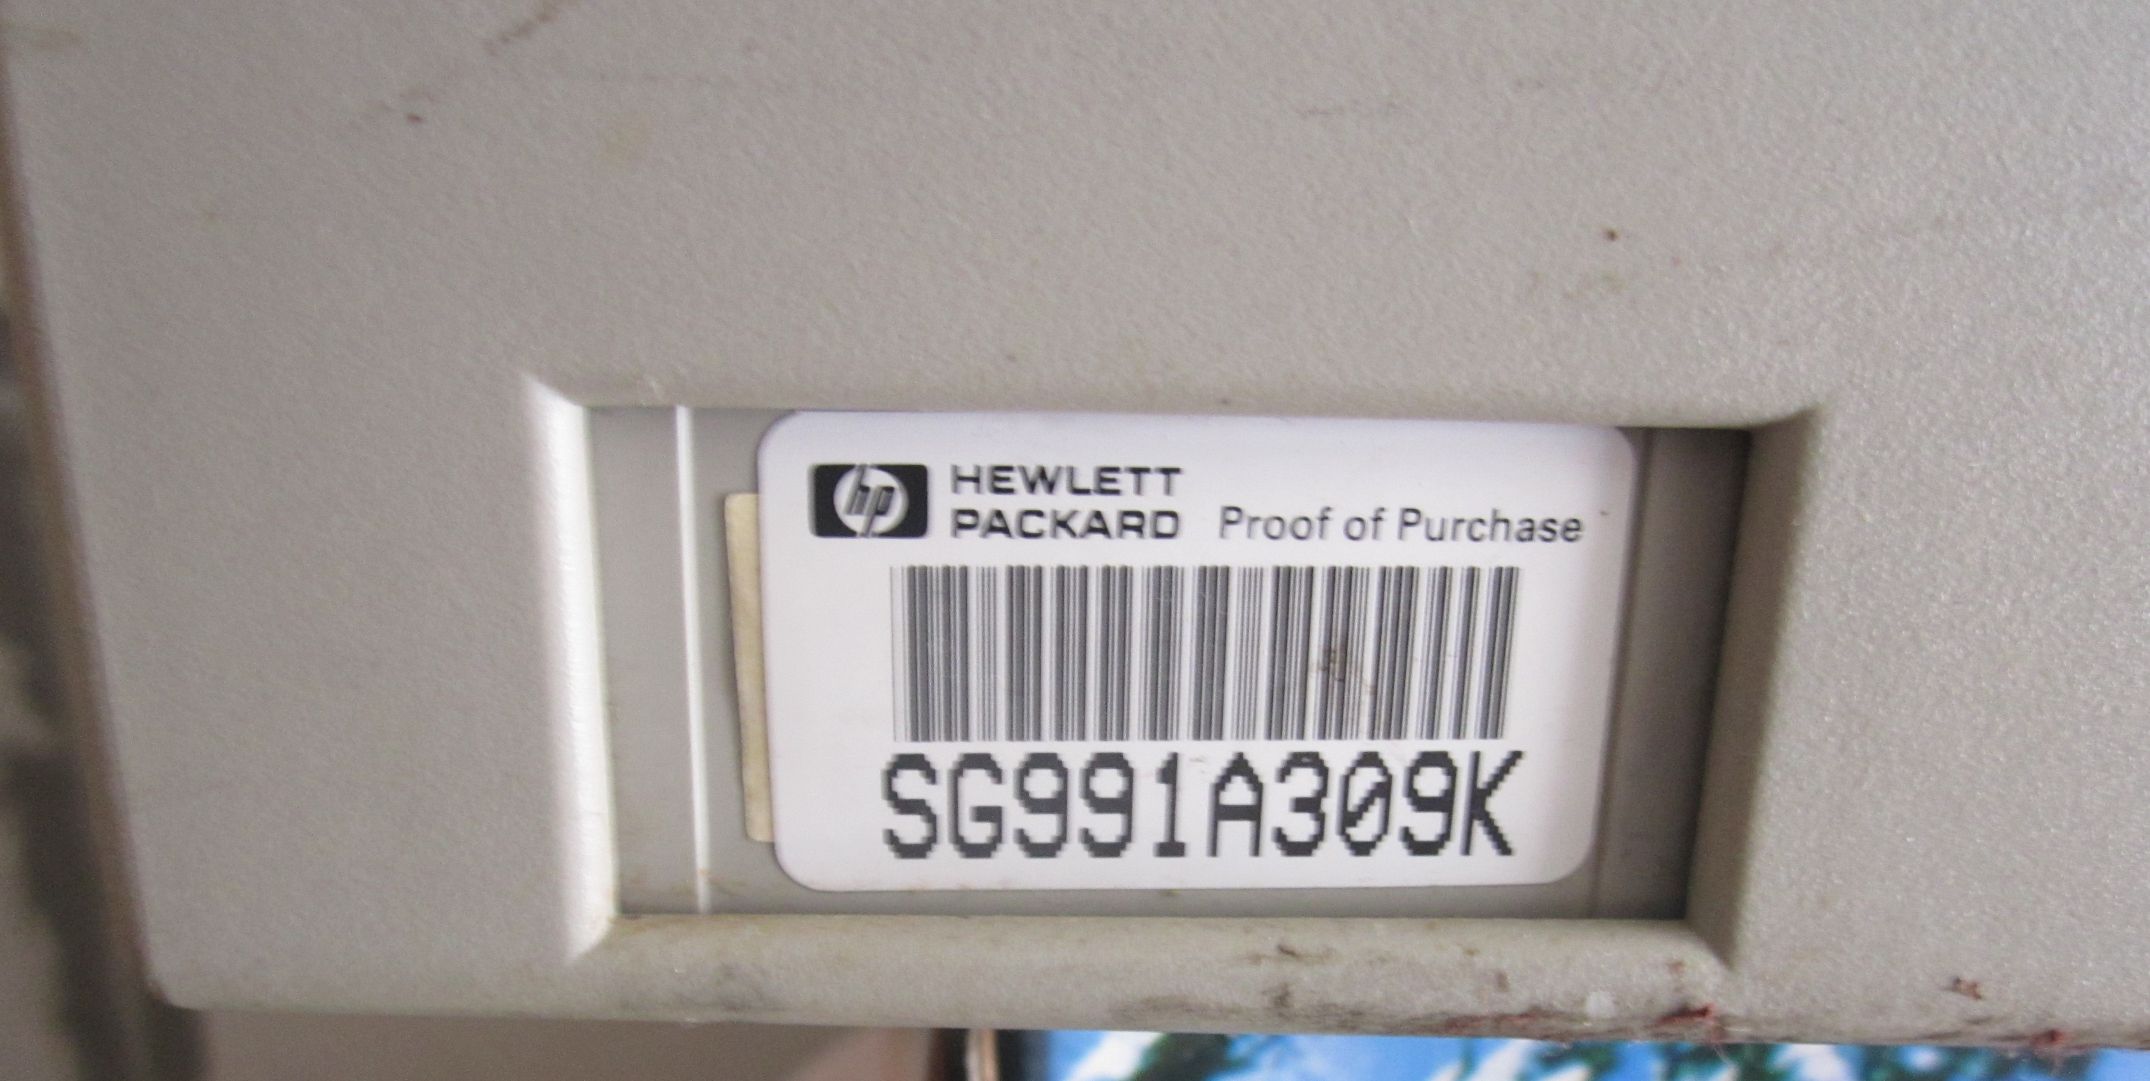 hp HEWLETT
PACKARD Proof of Purchase
SG991A309K